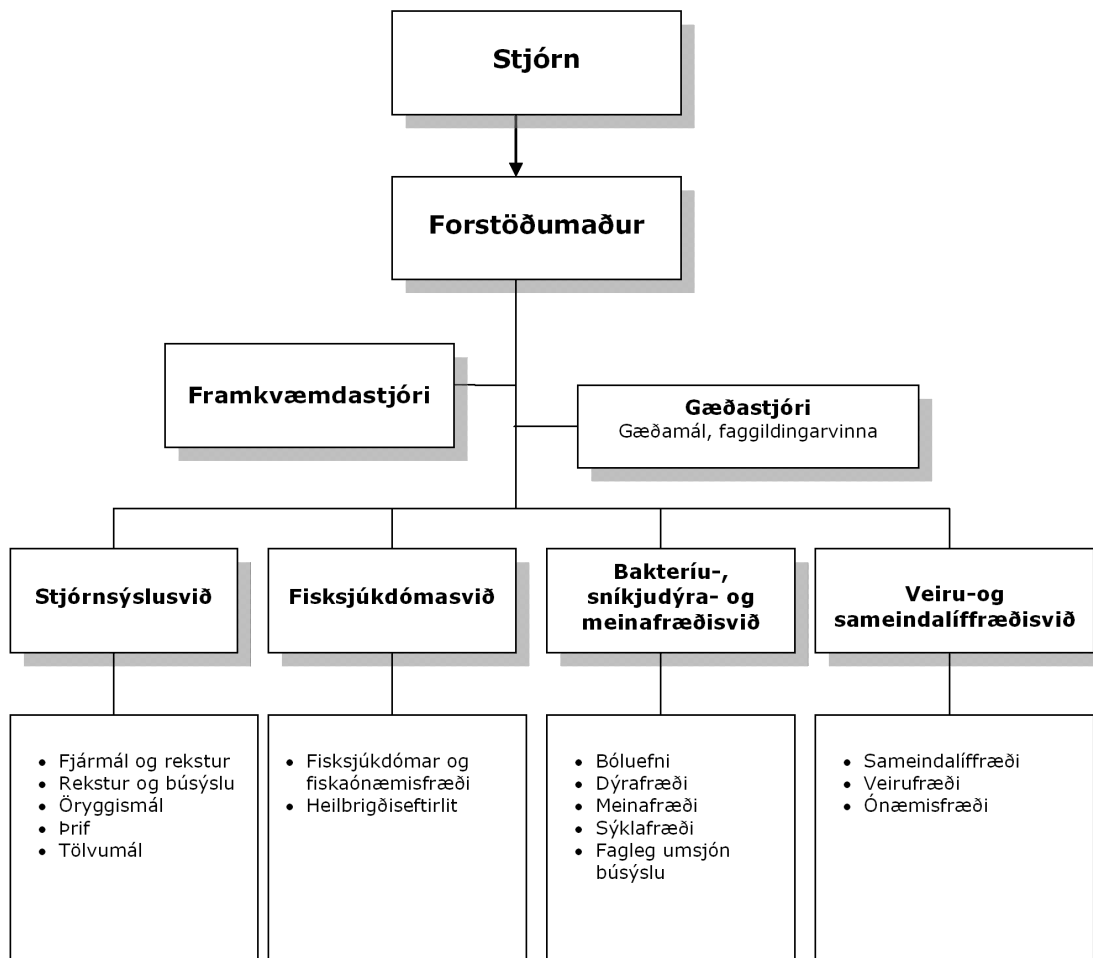 Stjórn
Forstöðumaður
Framkvæmdastjóri
Gæðastjóri
Gæðamál, faggildingarvinna
Stjórnsýslusvið
Fisksjúkdómasvið
Bakteríu-,
sníkjudýra- og
meinafræðisvið
Veiru-og
sameindalíffræðisvið
• Fjármál og rekstur
• Rekstur og búsýslu
• Öryggismál
• Þrif
• Tölvumál
• Fisksjúkdómar og
fiskaónæmisfræði
• Heilbrigðiseftirlit
• Bóluefni
• Dýrafræði
• Meinafræði
• Sýklafræði
• Fagleg umsjón
búsýslu
• Sameindalíffræði
• Veirufræði
• Ónæmisfræði